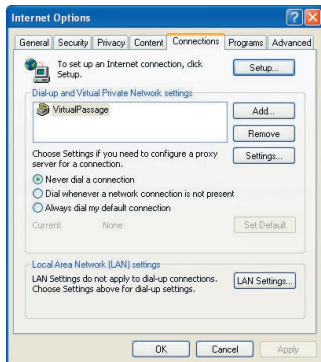 Internet Options
General Security Privacy Content Connections Programs Advanced
To set up an Internet connection, click
Setup.
Setup...
Dial-up and Virtual Private Network settings
VirtualPassage
Add...
Remove
Choose Settings if you need to configure a proxy
server for a connection.
Settings...
Never dial a connection
Dial whenever a network connection is not present
Always dial my default connection
Current None
Set Default
Local Area Network (LAN) settings
LAN Settings do not apply to dial-up connections.
Choose Settings above for dial-up settings.
LAN Settings...
OK Cancel Apply